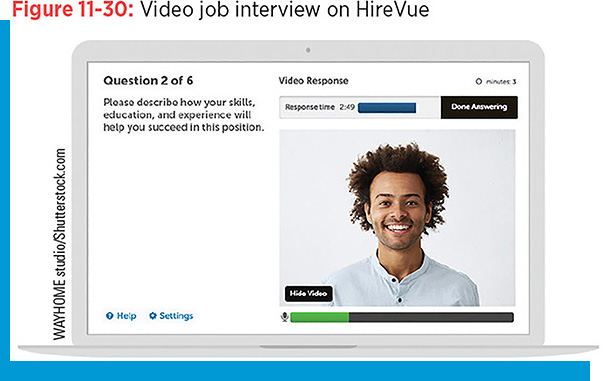 Figure 11-30: Video job interview on HireVue
Question 2 of 6
Please describe how your skills,
education, and experience will
help you succeed in this position.
Video Response
minutes: 3
Response time 2:49
Done Answering
Hide Video
Help
Settings
WAYHOME studio/Shutterstock.com